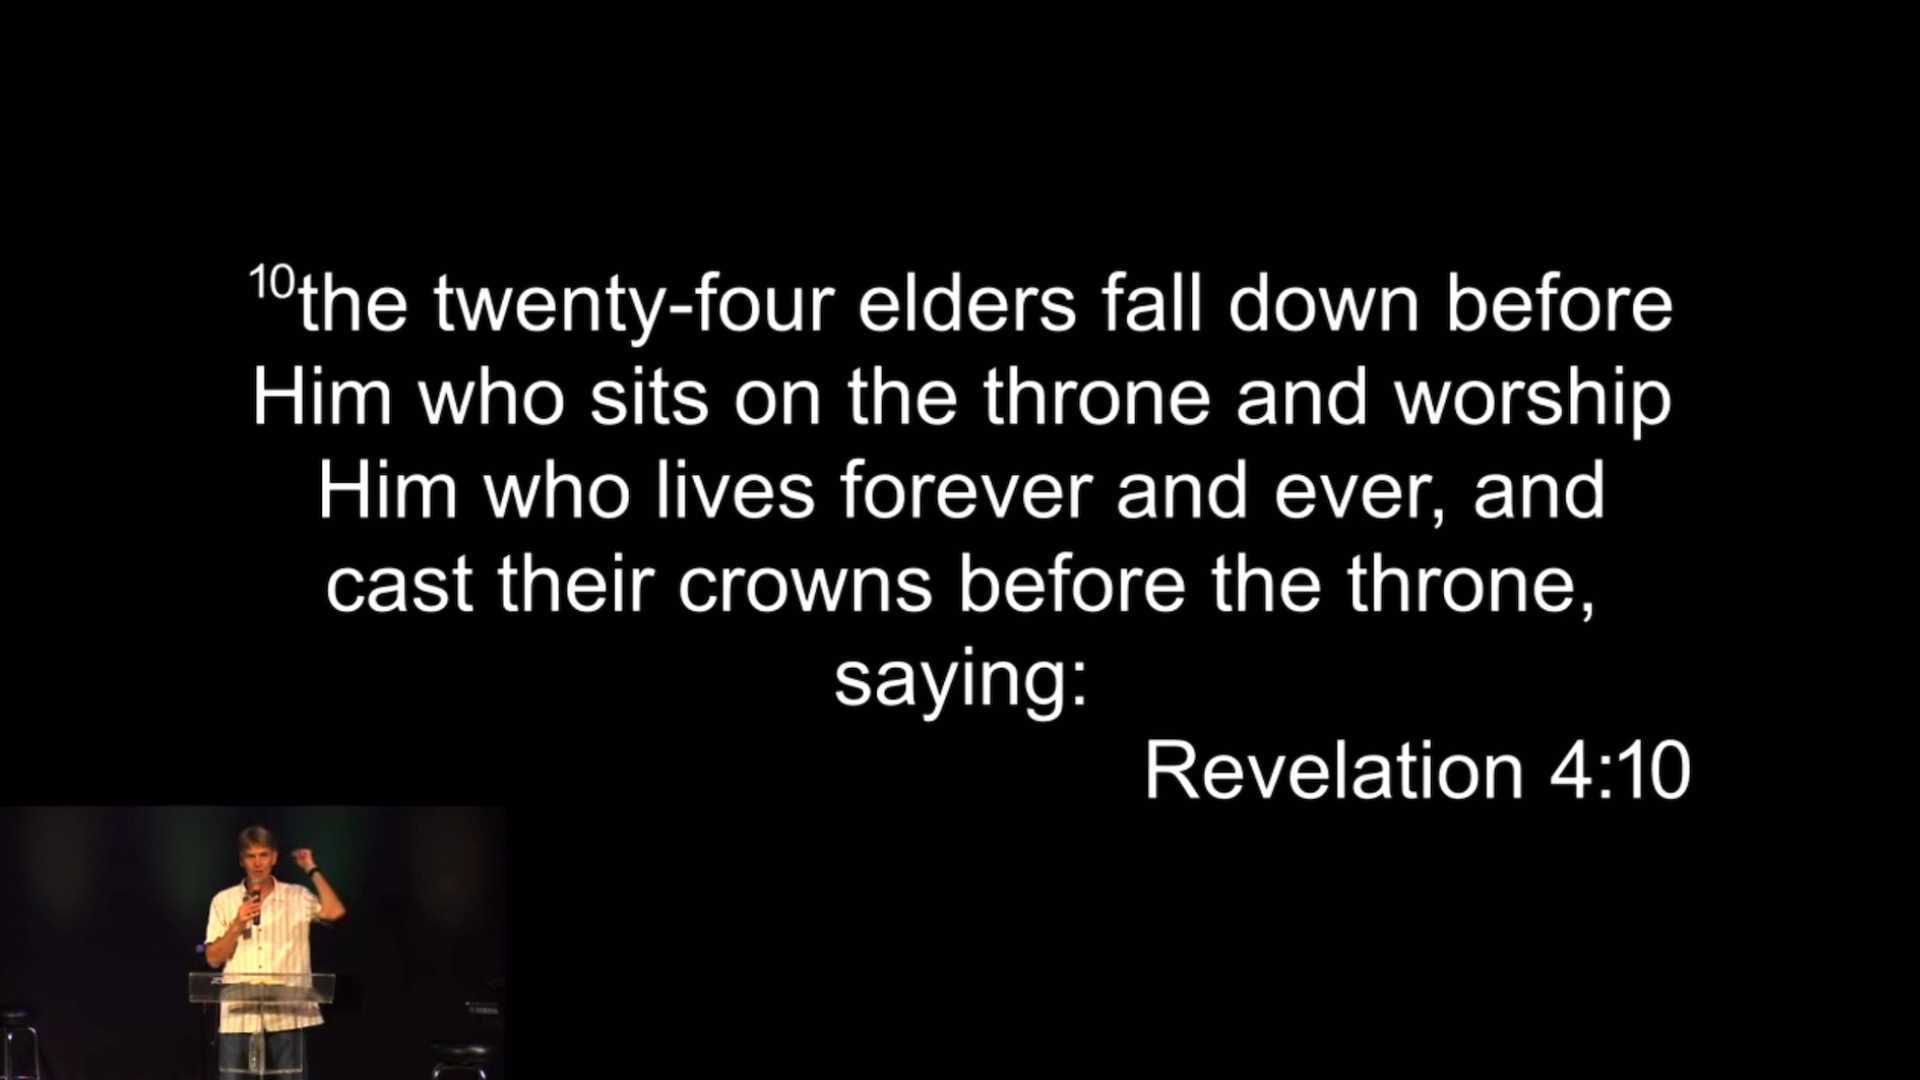 10the twenty-four elders fall down before
Him who sits on the throne and worship
Him who lives forever and ever, and
cast their crowns before the throne,
saying:
Revelation 4:10